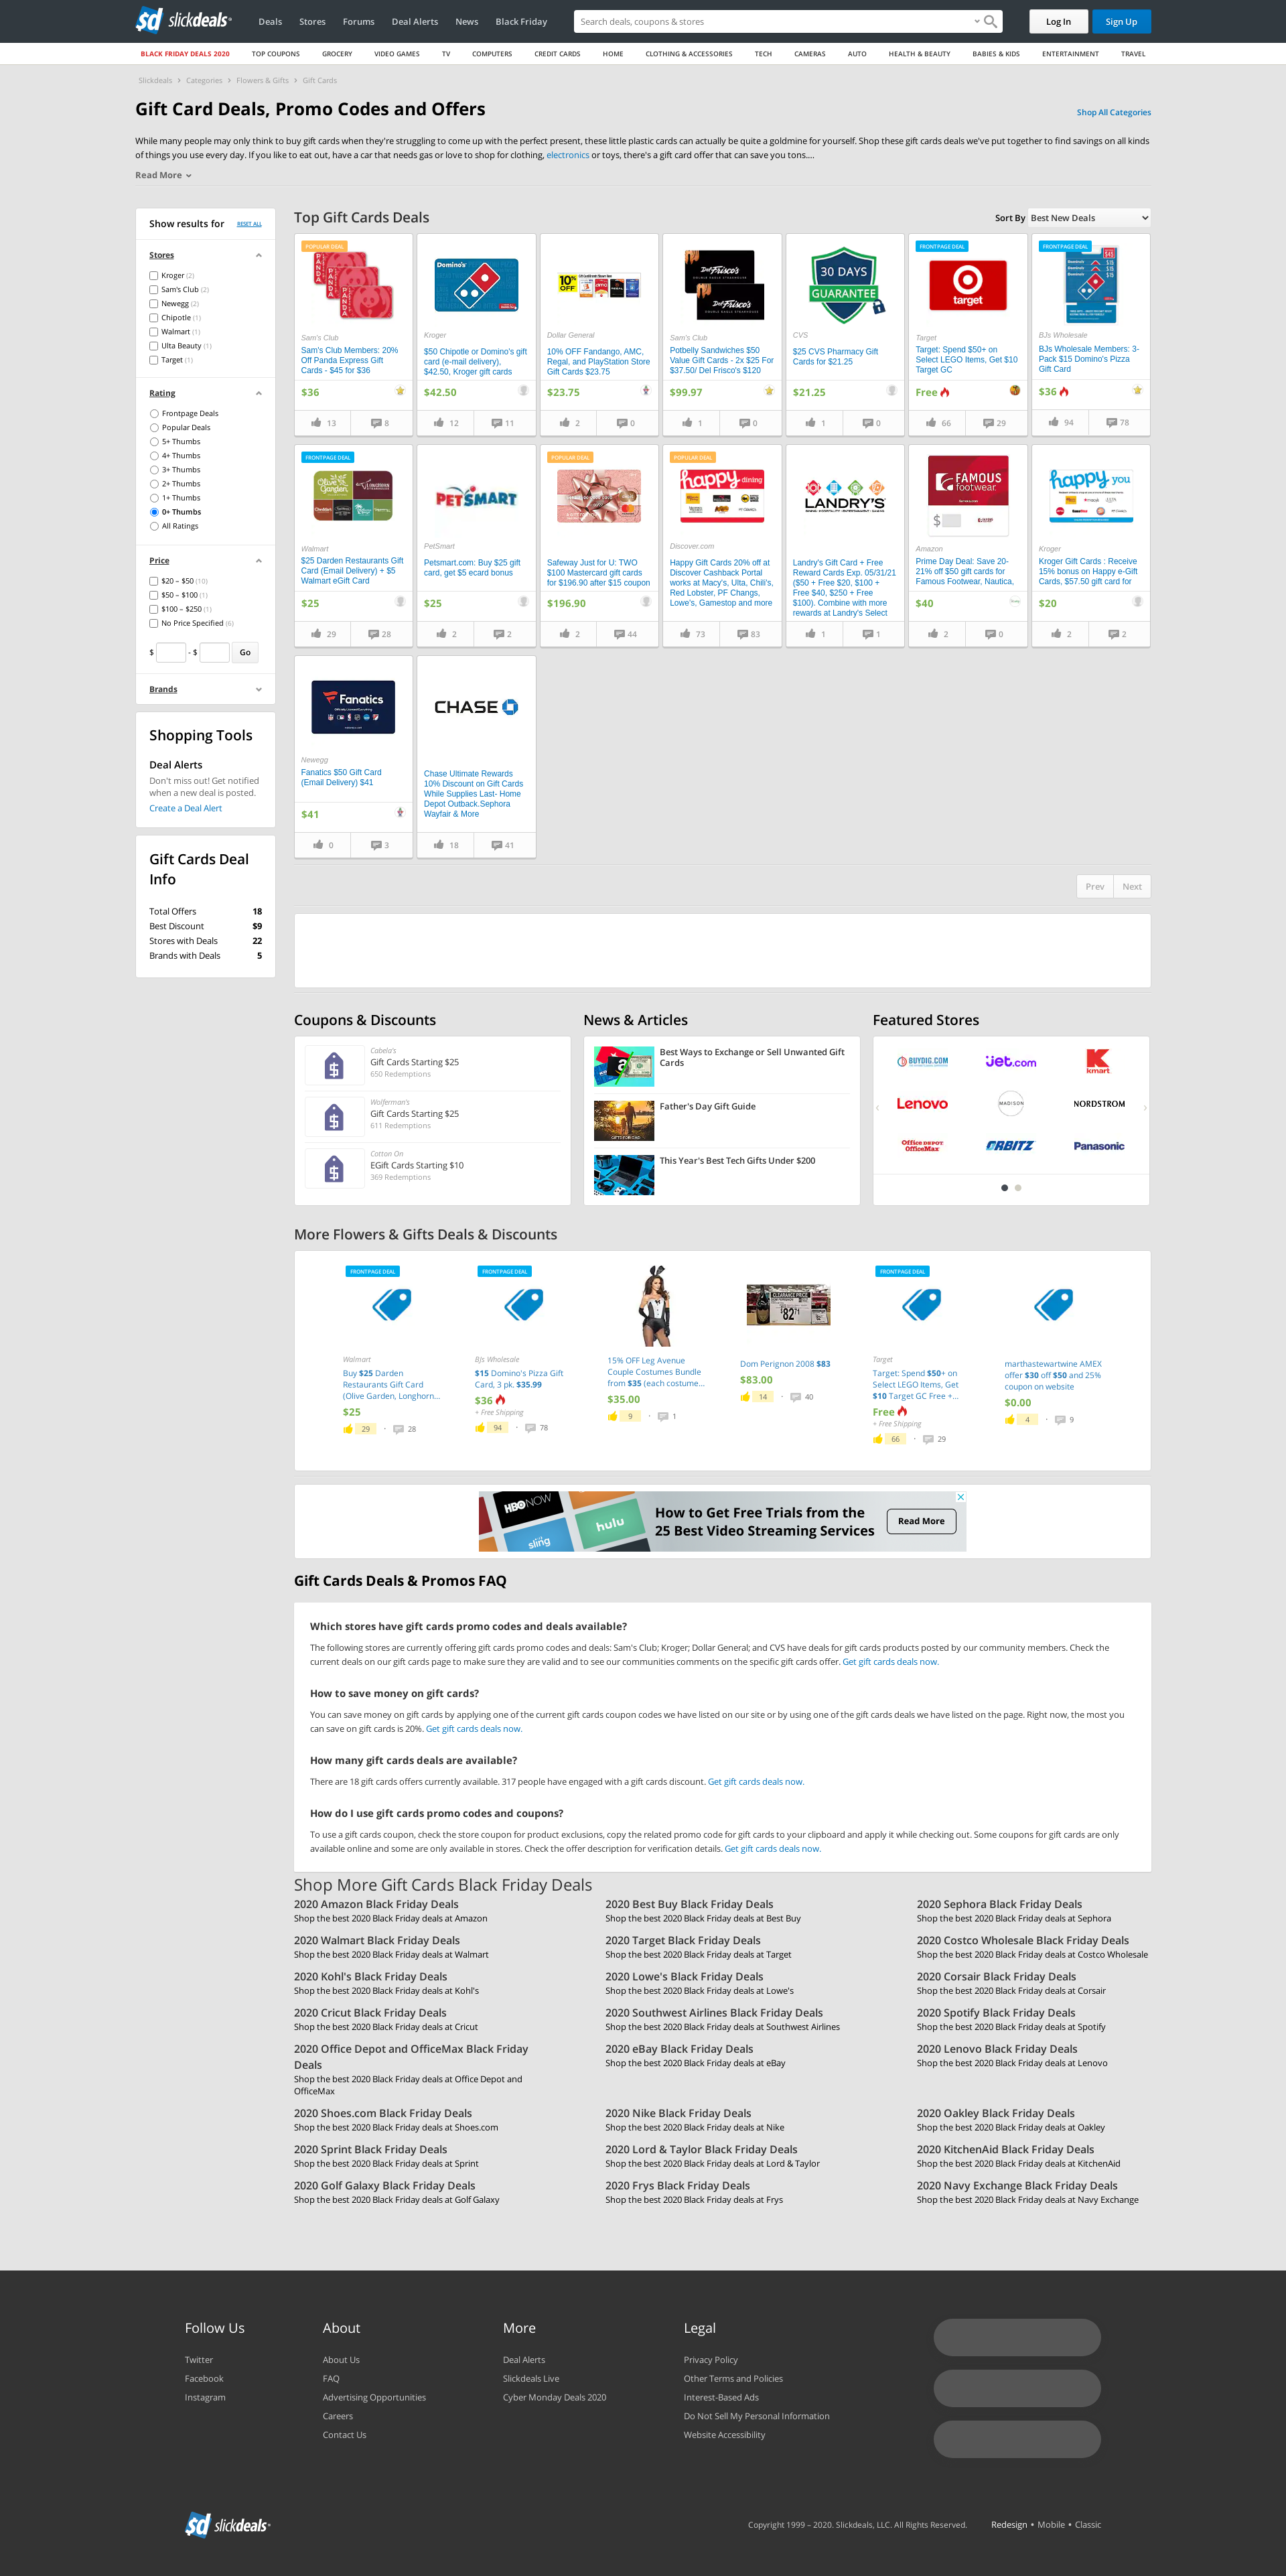 slickdeals
Deals
Stores
Forums
Deal Alerts
News
Black Friday
Search deals, coupons & stores
Log In
Sign Up
BLACK FRIDAY DEALS 2020
TOP COUPONS
GROCERY
VIDEO GAMES
TV
COMPUTERS
CREDIT CARDS
HOME
CLOTHING & ACCESSORIES
TECH
CAMERAS
AUTO
HEALTH & BEAUTY
BABIES & KIDS
ENTERTAINMENT
TRAVEL
Slickdeals > Categories > Flowers & Gifts > Gift Cards
Gift Card Deals, Promo Codes and Offers
Shop All Categories
While many people may only think to buy gift cards when they're struggling to come up with the perfect present, these little plastic cards can actually be quite a goldmine for yourself. Shop these gift cards deals we've put together to find savings on all kinds
of things you use every day. If you like to eat out, have a car that needs gas or love to shop for clothing, electronics or toys, there's a gift card offer that can save you tons....
Read More
Show results for
RESET ALL
Stores
Kroger (2)
Sam's Club (2)
Newegg (2)
Chipotle (1)
Walmart (1)
Ulta Beauty (1)
Target (1)
Rating
Frontpage Deals
Popular Deals
5+ Thumbs
4+ Thumbs
3+ Thumbs
2+ Thumbs
1+ Thumbs
0+ Thumbs
All Ratings
Price
$20 – $50 (10)
$50 – $100 (1)
$100 – $250 (1)
No Price Specified (6)
$ - $ Go
Brands
Shopping Tools
Deal Alerts
Don't miss out! Get notified
when a new deal is posted.
Create a Deal Alert
Gift Cards Deal
Info
Total Offers 18
Best Discount $9
Stores with Deals 22
Brands with Deals 5
Top Gift Cards Deals
Sort By Best New Deals
POPULAR DEAL
PANDA
Sam's Club
Sam's Club Members: 20%
Off Panda Express Gift
Cards - $45 for $36
$36
13
8
Domino's
Kroger
$50 Chipotle or Domino's gift
card (e-mail delivery),
$42.50, Kroger gift cards
$42.50
12
11
10%
OFF
Dollar General
10% OFF Fandango, AMC,
Regal, and PlayStation Store
Gift Cards $23.75
$23.75
2
0
Del Frisco's
Del Frisco's
Sam's Club
Potbelly Sandwiches $50
Value Gift Cards - 2x $25 For
$37.50/ Del Frisco's $120
$99.97
1
0
30 DAYS
GUARANTEE
CVS
$25 CVS Pharmacy Gift
Cards for $21.25
$21.25
1
0
FRONTPAGE DEAL
target
Target
Target: Spend $50+ on
Select LEGO Items, Get $10
Target GC
Free
66
29
FRONTPAGE DEAL
BJs Wholesale
BJs Wholesale Members: 3-
Pack $15 Domino's Pizza
Gift Card
$36
94
78
FRONTPAGE DEAL
Olive Garden
LONGHORN
Walmart
$25 Darden Restaurants Gift
Card (Email Delivery) + $5
Walmart eGift Card
$25
29
28
PETSMART
PetSmart
Petsmart.com: Buy $25 gift
card, get $5 ecard bonus
$25
2
2
POPULAR DEAL
Safeway Just for U: TWO
$100 Mastercard gift cards
for $196.90 after $15 coupon
$196.90
2
44
POPULAR DEAL
happy dining
Discover.com
Happy Gift Cards 20% off at
Discover Cashback Portal
works at Macy's, Ulta, Chili's,
Red Lobster, PF Changs,
Lowe's, Gamestop and more
73
83
LANDRY'S
Landry's Gift Card + Free
Reward Cards Exp. 05/31/21
($50 + Free $20, $100 +
Free $40, $250 + Free
$100). Combine with more
rewards at Landry's Select
1
1
FAMOUS
footwear
$
Amazon
Prime Day Deal: Save 20-
21% off $50 gift cards for
Famous Footwear, Nautica,
$40
2
0
happy you
Kroger
Kroger Gift Cards : Receive
15% bonus on Happy e-Gift
Cards, $57.50 gift card for
$20
2
2
Fanatics
Newegg
Fanatics $50 Gift Card
(Email Delivery) $41
$41
0
3
CHASE
Chase Ultimate Rewards
10% Discount on Gift Cards
While Supplies Last- Home
Depot Outback.Sephora
Wayfair & More
18
41
Prev
Next
Coupons & Discounts
Cabela's
Gift Cards Starting $25
650 Redemptions
Wolferman's
Gift Cards Starting $25
611 Redemptions
Cotton On
EGift Cards Starting $10
369 Redemptions
News & Articles
Best Ways to Exchange or Sell Unwanted Gift
Cards
Father's Day Gift Guide
GIFTS FOR DAD
This Year's Best Tech Gifts Under $200
Featured Stores
BUYDIG.COM
Jet.com
K
kmart
Lenovo
MADISON
NORDSTROM
OFFICE DEPOT
OfficeMax
ORBITZ
Panasonic
More Flowers & Gifts Deals & Discounts
FRONTPAGE DEAL
Walmart
Buy $25 Darden
Restaurants Gift Card
(Olive Garden, Longhorn...
$25
29 · 28
FRONTPAGE DEAL
BJs Wholesale
$15 Domino's Pizza Gift
Card, 3 pk. $35.99
$36
+ Free Shipping
94 · 78
15% OFF Leg Avenue
Couple Costumes Bundle
from $35 (each costume...
$35.00
9 · 1
CLEARANCE PRICE
82
Dom Perignon 2008 $83
$83.00
14 · 40
FRONTPAGE DEAL
Target
Target: Spend $50+ on
Select LEGO Items, Get
$10 Target GC Free +...
Free
+ Free Shipping
66 · 29
marthastewartwine AMEX
offer $30 off $50 and 25%
coupon on website
$0.00
4 · 9
HBO NOW
sling
hulu
How to Get Free Trials from the
25 Best Video Streaming Services
Read More
Gift Cards Deals & Promos FAQ
Which stores have gift cards promo codes and deals available?
The following stores are currently offering gift cards promo codes and deals: Sam's Club; Kroger; Dollar General; and CVS have deals for gift cards products posted by our community members. Check the
current deals on our gift cards page to make sure they are valid and to see our communities comments on the specific gift cards offer. Get gift cards deals now.
How to save money on gift cards?
You can save money on gift cards by applying one of the current gift cards coupon codes we have listed on our site or by using one of the gift cards deals we have listed on the page. Right now, the most you
can save on gift cards is 20%. Get gift cards deals now.
How many gift cards deals are available?
There are 18 gift cards offers currently available. 317 people have engaged with a gift cards discount. Get gift cards deals now.
How do I use gift cards promo codes and coupons?
To use a gift cards coupon, check the store coupon for product exclusions, copy the related promo code for gift cards to your clipboard and apply it while checking out. Some coupons for gift cards are only
available online and some are only available in stores. Check the offer description for verification details. Get gift cards deals now.
Shop More Gift Cards Black Friday Deals
2020 Amazon Black Friday Deals
Shop the best 2020 Black Friday deals at Amazon
2020 Best Buy Black Friday Deals
Shop the best 2020 Black Friday deals at Best Buy
2020 Sephora Black Friday Deals
Shop the best 2020 Black Friday deals at Sephora
2020 Walmart Black Friday Deals
Shop the best 2020 Black Friday deals at Walmart
2020 Target Black Friday Deals
Shop the best 2020 Black Friday deals at Target
2020 Costco Wholesale Black Friday Deals
Shop the best 2020 Black Friday deals at Costco Wholesale
2020 Kohl's Black Friday Deals
Shop the best 2020 Black Friday deals at Kohl's
2020 Lowe's Black Friday Deals
Shop the best 2020 Black Friday deals at Lowe's
2020 Corsair Black Friday Deals
Shop the best 2020 Black Friday deals at Corsair
2020 Cricut Black Friday Deals
Shop the best 2020 Black Friday deals at Cricut
2020 Southwest Airlines Black Friday Deals
Shop the best 2020 Black Friday deals at Southwest Airlines
2020 Spotify Black Friday Deals
Shop the best 2020 Black Friday deals at Spotify
2020 Office Depot and OfficeMax Black Friday
Deals
Shop the best 2020 Black Friday deals at Office Depot and
OfficeMax
2020 eBay Black Friday Deals
Shop the best 2020 Black Friday deals at eBay
2020 Lenovo Black Friday Deals
Shop the best 2020 Black Friday deals at Lenovo
2020 Shoes.com Black Friday Deals
Shop the best 2020 Black Friday deals at Shoes.com
2020 Nike Black Friday Deals
Shop the best 2020 Black Friday deals at Nike
2020 Oakley Black Friday Deals
Shop the best 2020 Black Friday deals at Oakley
2020 Sprint Black Friday Deals
Shop the best 2020 Black Friday deals at Sprint
2020 Lord & Taylor Black Friday Deals
Shop the best 2020 Black Friday deals at Lord & Taylor
2020 KitchenAid Black Friday Deals
Shop the best 2020 Black Friday deals at KitchenAid
2020 Golf Galaxy Black Friday Deals
Shop the best 2020 Black Friday deals at Golf Galaxy
2020 Frys Black Friday Deals
Shop the best 2020 Black Friday deals at Frys
2020 Navy Exchange Black Friday Deals
Shop the best 2020 Black Friday deals at Navy Exchange
Follow Us
Twitter
Facebook
Instagram
About
About Us
FAQ
Advertising Opportunities
Careers
Contact Us
More
Deal Alerts
Slickdeals Live
Cyber Monday Deals 2020
Legal
Privacy Policy
Other Terms and Policies
Interest-Based Ads
Do Not Sell My Personal Information
Website Accessibility
slickdeals
Copyright 1999 – 2020. Slickdeals, LLC. All Rights Reserved.
Redesign • Mobile • Classic